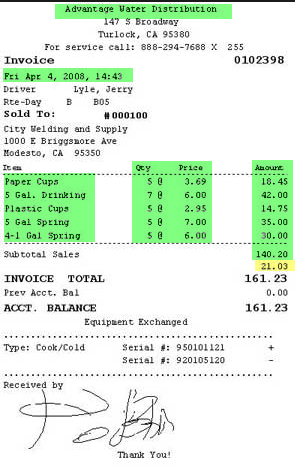 Advantage Water Distribution
147 S Broadway
Turlock, CA 95380
For service call: 888-294-7688 X 255
Invoice 0102398
Fri Apr 4, 2008, 14:43
Driver Lyle, Jerry
Rte-Day B B05
Sold To: #000100
City Welding and Supply
1000 E Briggsmore Ave
Modesto, CA 95350
Item Qty Price Amount
Paper Cups 5 @ 3.69 18.45
5 Gal. Drinking 7 @ 6.00 42.00
Plastic Cups 5 @ 2.95 14.75
5 Gal Spring 5 @ 7.00 35.00
4-1 Gal Spring 5 @ 6.00 30.00
Subtotal Sales 140.20
21.03
INVOICE TOTAL 161.23
Prev Acct. Bal 0.00
ACCT. BALANCE 161.23
Equipment Exchanged
Type: Cook/Cold Serial #: 950101121 +
Serial #: 920105120 -
Received by
Thank You!